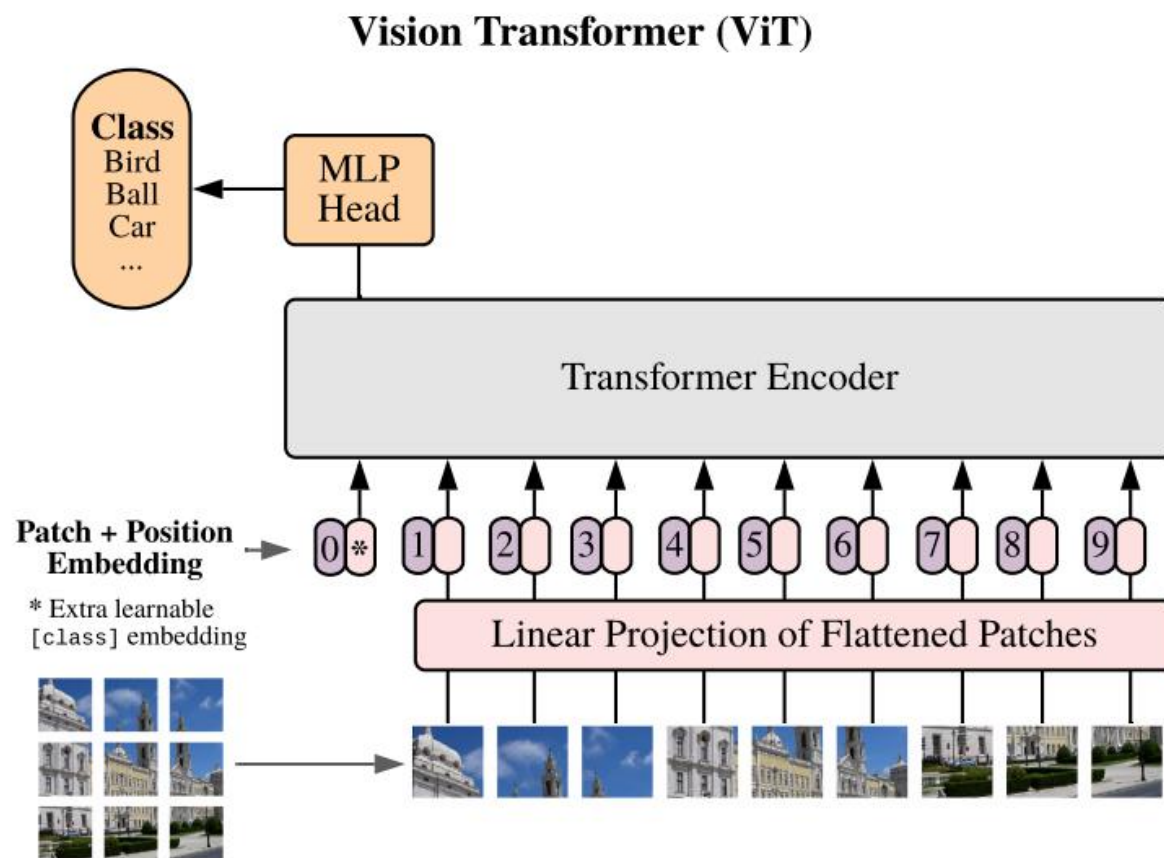 Vision Transformer (ViT)
Class
Bird
Ball
Car
...
MLP
Head
Transformer Encoder
Patch + Position
Embedding
0 * 1 2 3 4 5 6 7 8 9
* Extra learnable
[class] embedding
Linear Projection of Flattened Patches